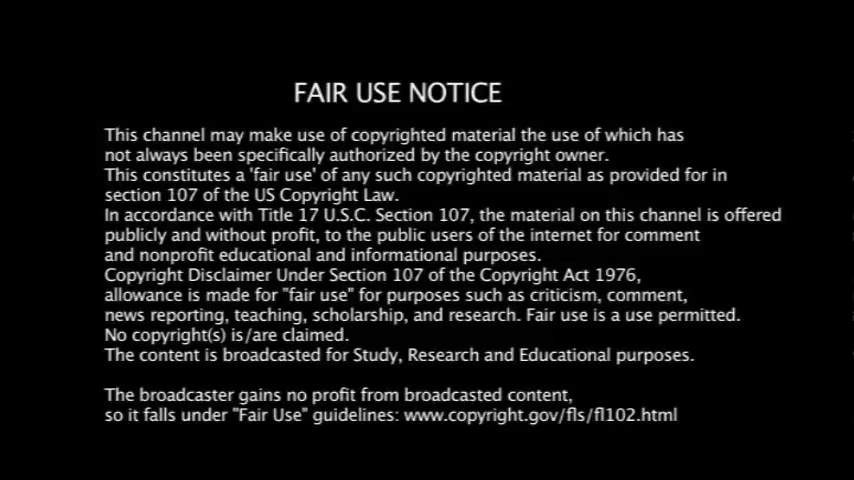 FAIR USE NOTICE
This channel may make use of copyrighted material the use of which has
not always been specifically authorized by the copyright owner.
This constitutes a 'fair use' of any such copyrighted material as provided for in
section 107 of the US Copyright Law.
In accordance with Title 17 U.S.C. Section 107, the material on this channel is offered
publicly and without profit, to the public users of the internet for comment
and nonprofit educational and informational purposes.
Copyright Disclaimer Under Section 107 of the Copyright Act 1976,
allowance is made for "fair use" for purposes such as criticism, comment,
news reporting, teaching, scholarship, and research. Fair use is a use permitted.
No copyright(s) is/are claimed.
The content is broadcasted for Study, Research and Educational purposes.
The broadcaster gains no profit from broadcasted content,
so it falls under "Fair Use" guidelines: www.copyright.gov/fls/fl102.html